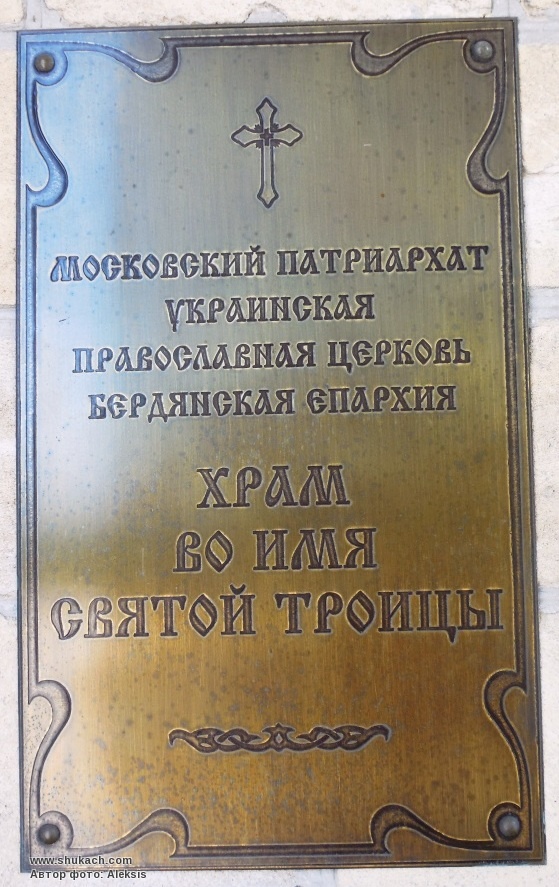 МОСКОВСКИЙ ПАТРИАРХАТ
УКРАИНСКАЯ
ПРАВОСЛАВНАЯ ЦЕРКОВЬ
БЕРДЯНСКАЯ ЕПАРХИЯ
ХРАМ
ВО ИМЯ
СВЯТОЙ ТРОИЦЫ
www.shukach.com
Автор фото: Aleksis